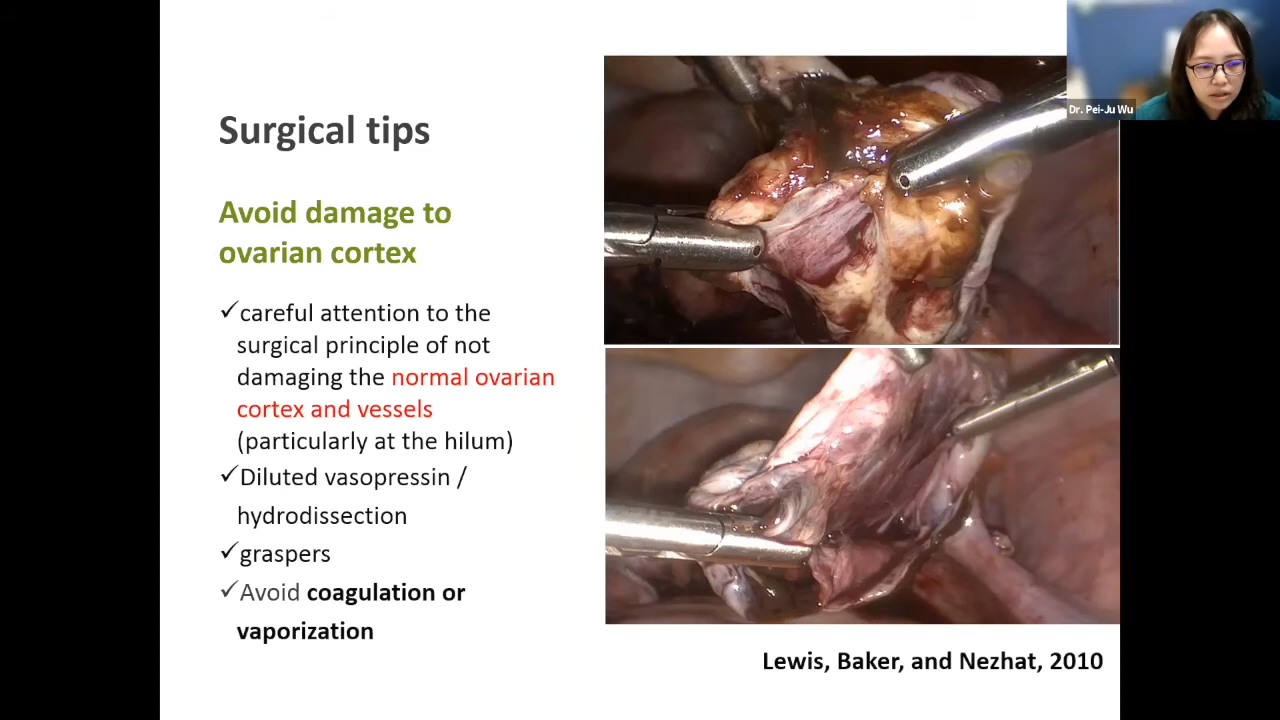 Surgical tips
Avoid damage to
ovarian cortex
✓careful attention to the
surgical principle of not
damaging the normal ovarian
cortex and vessels
(particularly at the hilum)
✓Diluted vasopressin /
hydrodissection
✓graspers
✓Avoid coagulation or
vaporization
Lewis, Baker, and Nezhat, 2010
Dr. Pei-Ju Wu